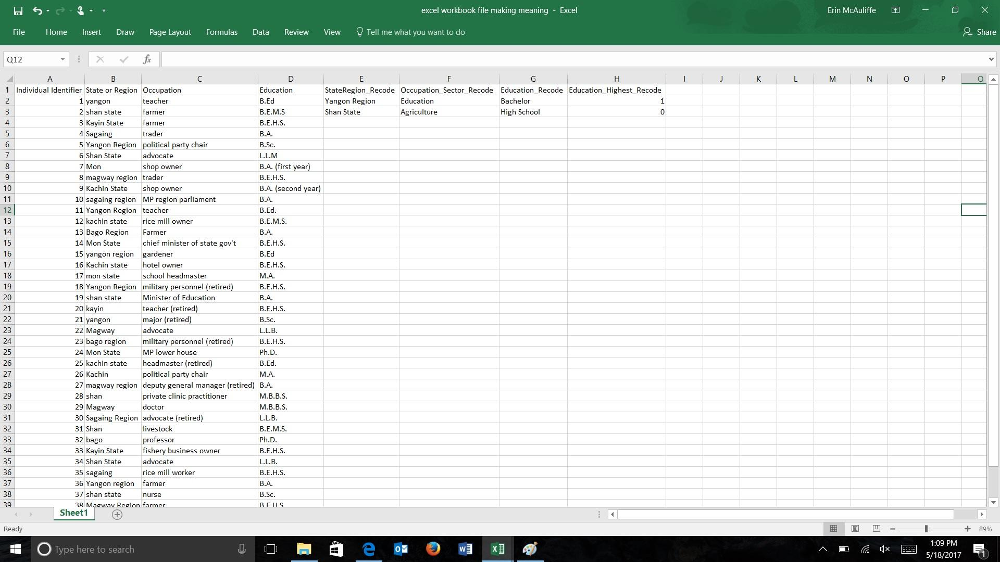 excel workbook file making meaning - Excel
Erin McAuliffe
File Home Insert Draw Page Layout Formulas Data Review View Tell me what you want to do Share
Q12 fx
A B C D E F G H I J K L M N O P Q
1 Individual Identifier State or Region Occupation Education StateRegion_Recode Occupation_Sector_Recode Education_Recode Education_Highest_Recode
2 1 yangon teacher B.Ed Yangon Region Education Bachelor 1
3 2 shan state farmer B.E.M.S Shan State Agriculture High School 0
4 3 Kayin State farmer B.E.H.S.
5 4 Sagaing trader B.A.
6 5 Yangon Region political party chair B.Sc.
7 6 Shan State advocate L.L.M
8 7 Mon shop owner B.A. (first year)
9 8 magway region trader B.E.H.S.
10 9 Kachin State shop owner B.A. (second year)
11 10 sagaing region MP region parliament B.A.
12 11 Yangon Region teacher B.Ed.
13 12 kachin state rice mill owner B.E.M.S.
14 13 Bago Region Farmer B.A.
15 14 Mon State chief minister of state gov't B.E.H.S.
16 15 yangon region gardener B.Ed
17 16 Kachin state hotel owner B.E.H.S.
18 17 mon state school headmaster M.A.
19 18 Yangon Region military personnel (retired) B.E.H.S.
20 19 shan state Minister of Education B.A.
21 20 kayin teacher (retired) B.E.H.S.
22 21 yangon major (retired) B.Sc.
23 22 Magway advocate L.L.B.
24 23 bago region military personnel (retired) B.E.H.S.
25 24 Mon State MP lower house Ph.D.
26 25 kachin state headmaster (retired) B.Ed.
27 26 Kachin political party chair M.A.
28 27 magway region deputy general manager (retired) B.A.
29 28 shan private clinic practitioner M.B.B.S.
30 29 Magway doctor M.B.B.S.
31 30 Sagaing Region advocate (retired) L.L.B.
32 31 Shan livestock B.E.M.S.
33 32 bago professor Ph.D.
34 33 Kayin State fishery business owner B.E.H.S.
35 34 Shan State advocate L.L.B.
36 35 sagaing rice mill worker B.E.H.S.
37 36 Yangon region farmer B.A.
38 37 shan state nurse B.Sc.
39 38 Magway Region farmer B.E.H.S.
Sheet1
Ready 89%
Type here to search
1:09 PM
5/18/2017
1